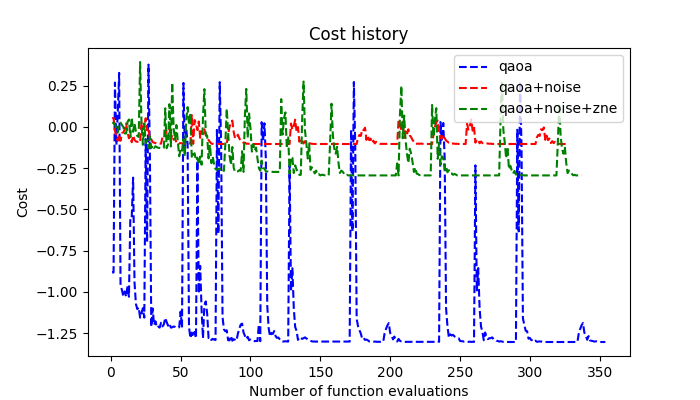 Cost history
qaoa
qaoa+noise
qaoa+noise+zne
Cost
0.25
0.00
−0.25
−0.50
−0.75
−1.00
−1.25
0 50 100 150 200 250 300 350
Number of function evaluations